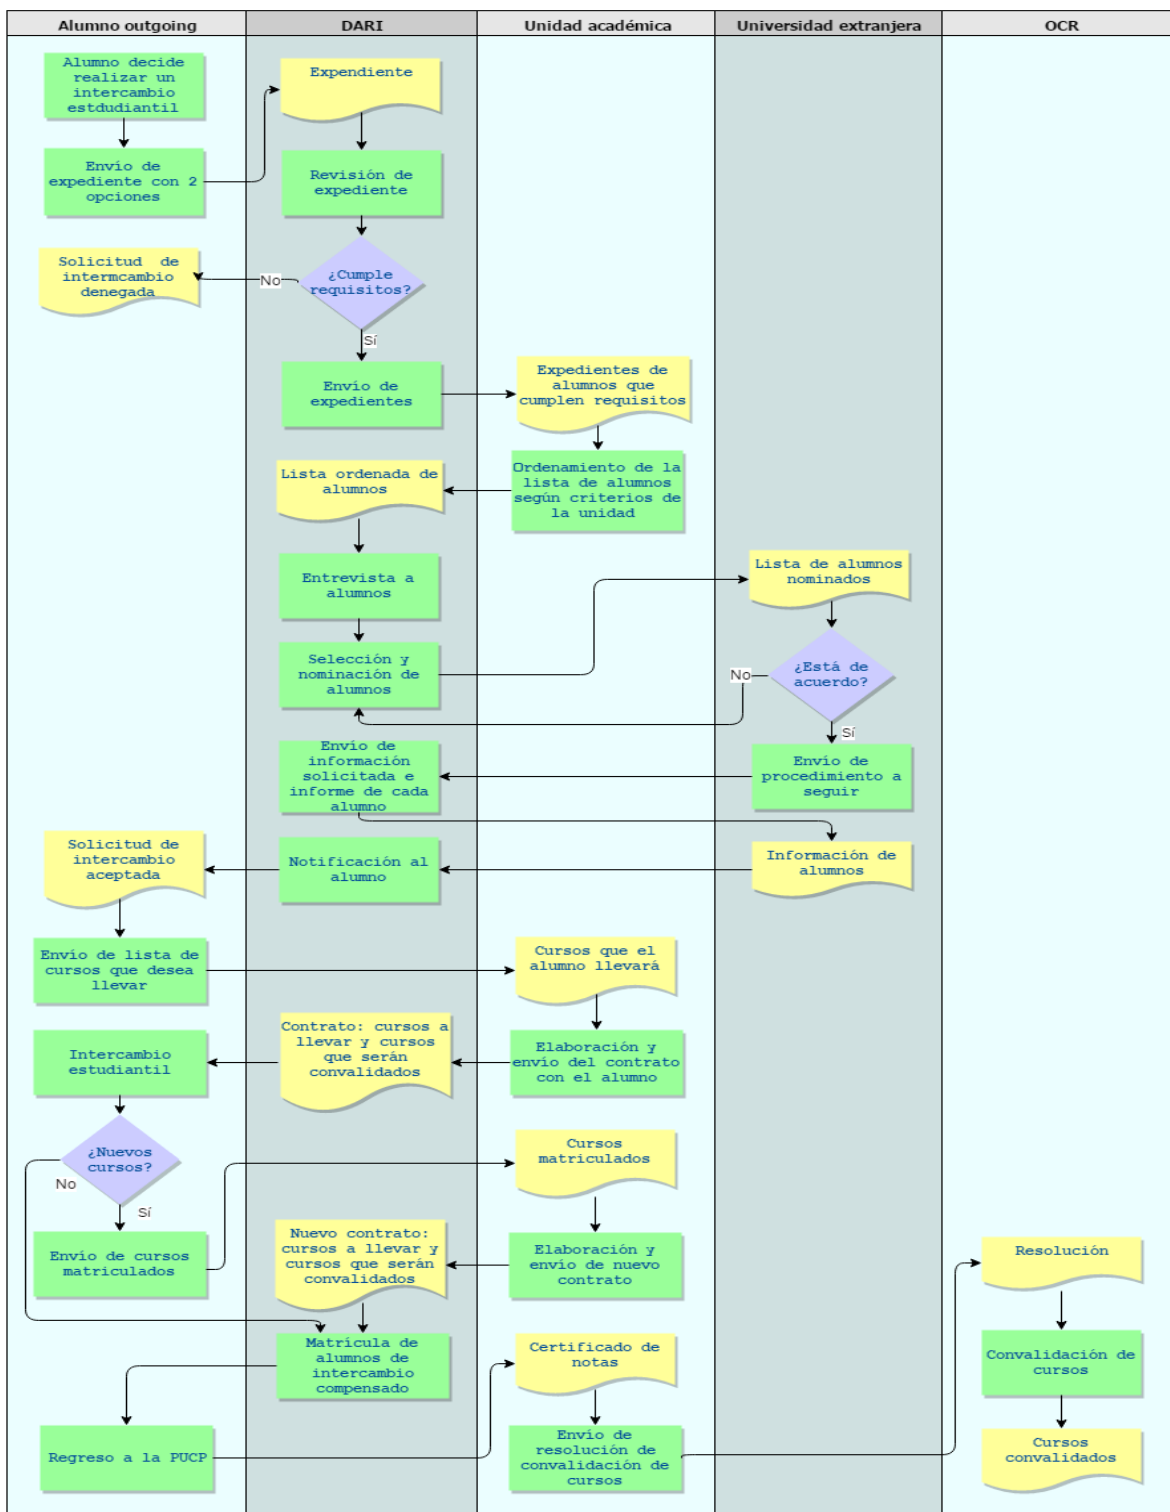 Alumno outgoing
DARI
Unidad académica
Universidad extranjera
OCR
Alumno decide
realizar un
intercambio
estdudiantil
Expendiente
Envío de
expediente con 2
opciones
Revisión de
expediente
Solicitud de
intermcambio
denegada
No
¿Cumple
requisitos?
Sí
Envío de
expedientes
Expedientes de
alumnos que
cumplen requisitos
Lista ordenada de
alumnos
Ordenamiento de la
lista de alumnos
según criterios de
la unidad
Entrevista a
alumnos
Lista de alumnos
nominados
Selección y
nominación de
alumnos
No
¿Está de
acuerdo?
Sí
Envío de
información
solicitada e
informe de cada
alumno
Envío de
procedimiento a
seguir
Solicitud de
intercambio
aceptada
Notificación al
alumno
Información de
alumnos
Envío de lista de
cursos que desea
llevar
Cursos que el
alumno llevará
Intercambio
estudiantil
Contrato: cursos a
llevar y cursos
que serán
convalidados
Elaboración y
envío del contrato
con el alumno
¿Nuevos
cursos?
No
Sí
Cursos
matriculados
Envío de cursos
matriculados
Nuevo contrato:
cursos a llevar y
cursos que serán
convalidados
Elaboración y
envío de nuevo
contrato
Resolución
Matrícula de
alumnos de
intercambio
compensado
Certificado de
notas
Convalidación de
cursos
Regreso a la PUCP
Envío de
resolución de
convalidación de
cursos
Cursos
convalidados